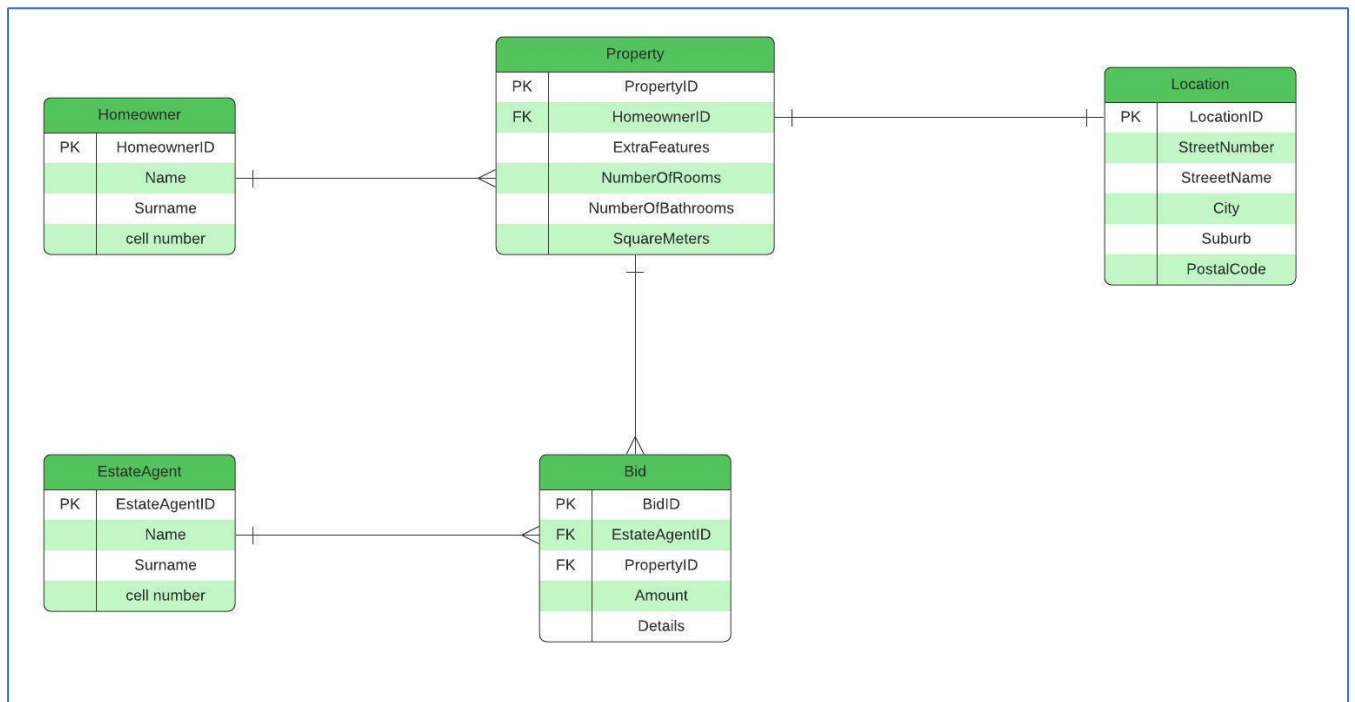 Property
PK PropertyID
FK HomeownerID
ExtraFeatures
NumberOfRooms
NumberOfBathrooms
SquareMeters
Homeowner
PK HomeownerID
Name
Surname
cell number
Location
PK LocationID
StreetNumber
StreeetName
City
Suburb
PostalCode
EstateAgent
PK EstateAgentID
Name
Surname
cell number
Bid
PK BidID
FK EstateAgentID
FK PropertyID
Amount
Details